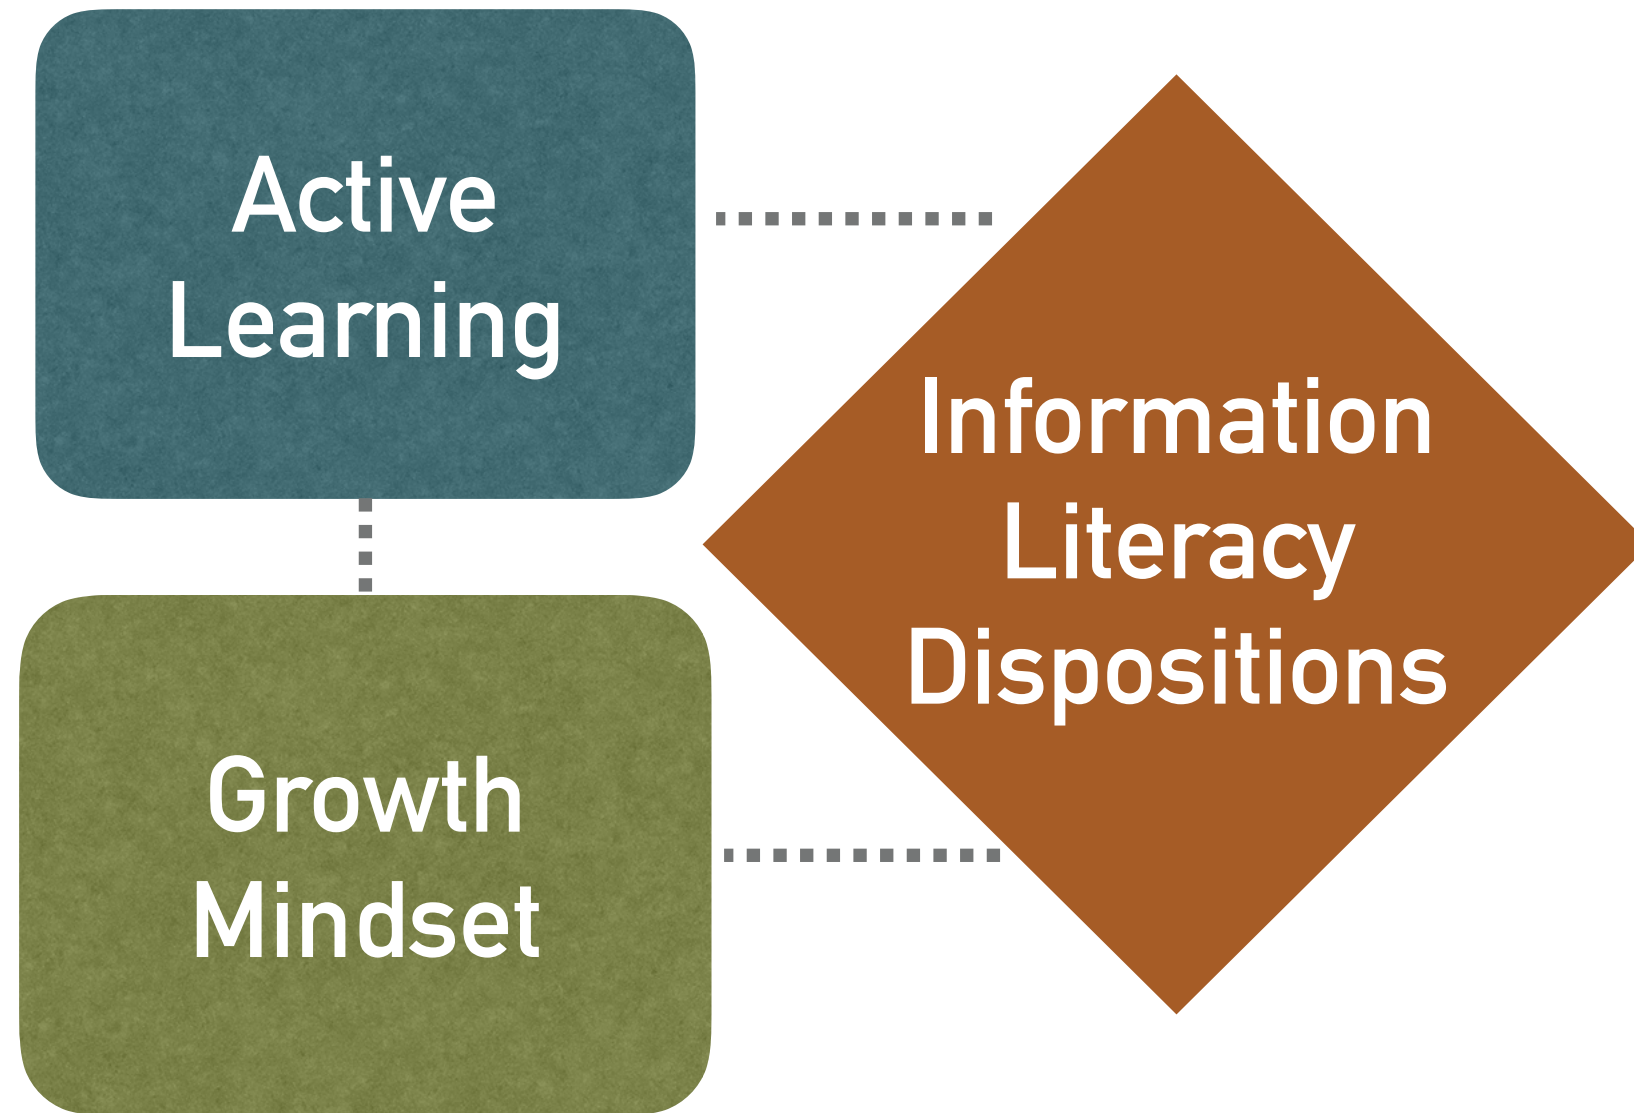 Active
Learning
Information
Literacy
Dispositions
Growth
Mindset